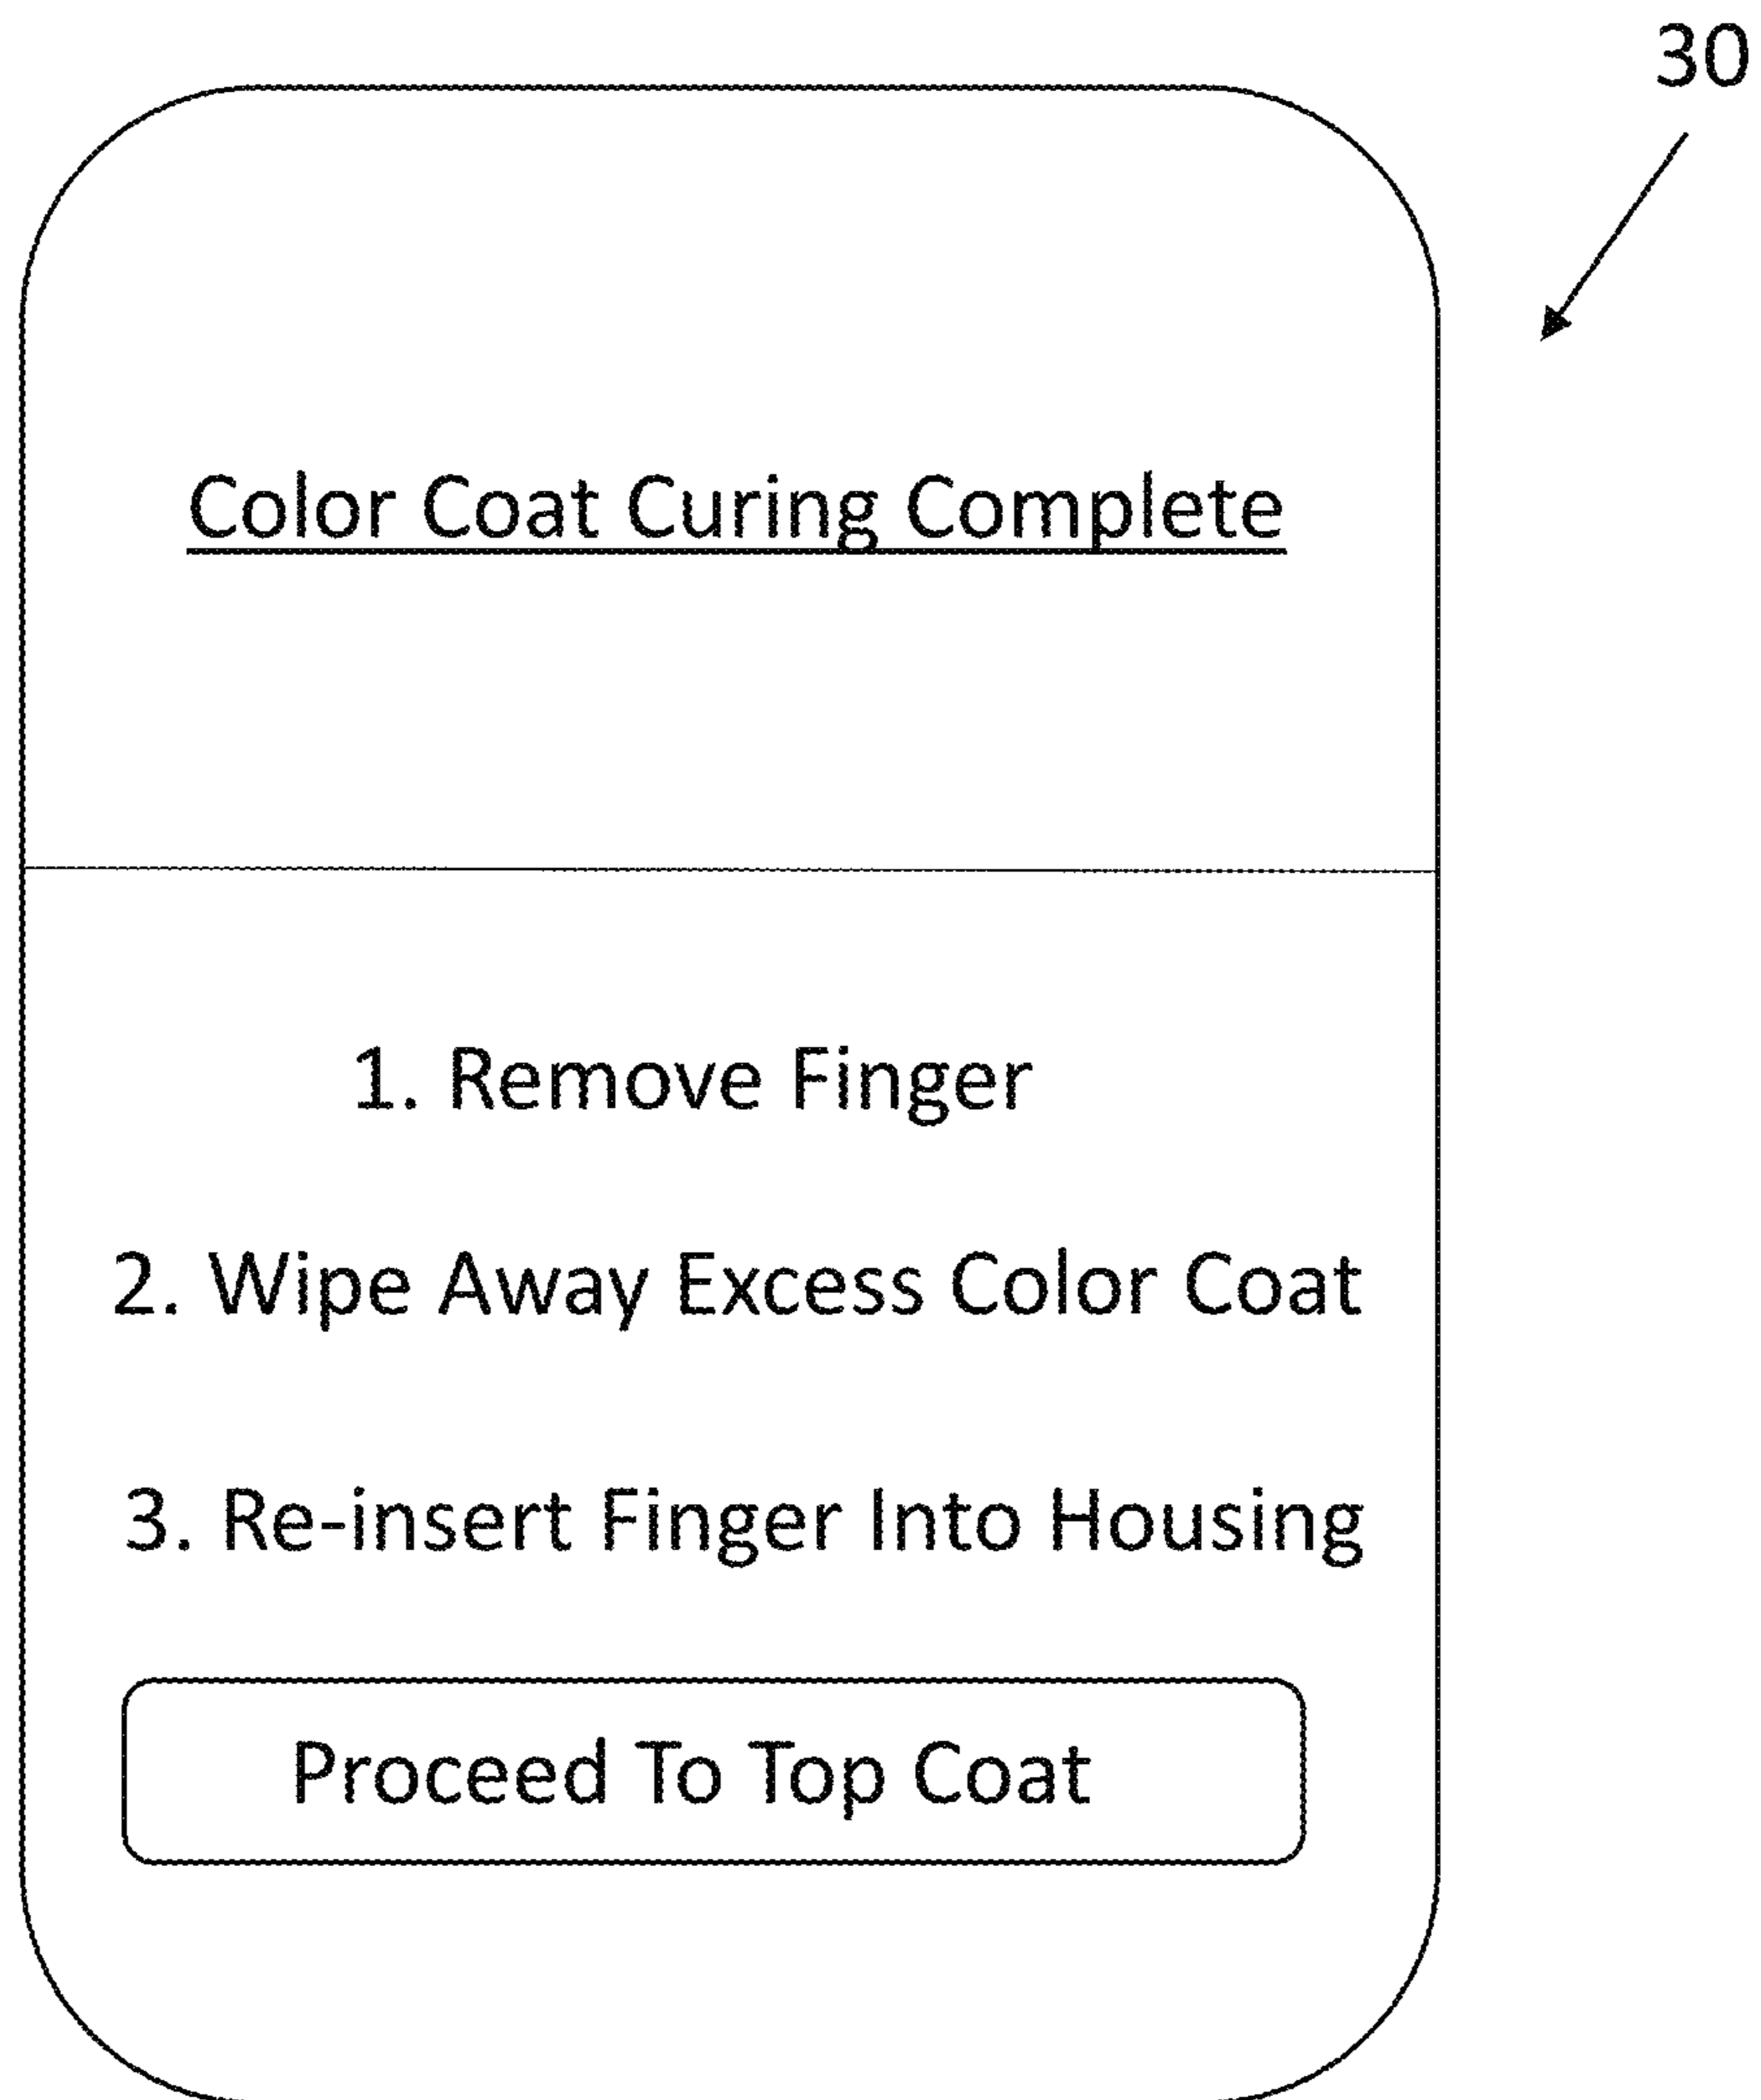 30
Color Coat Curing Complete
1. Remove Finger
2. Wipe Away Excess Color Coat
3. Re-insert Finger Into Housing
Proceed To Top Coat